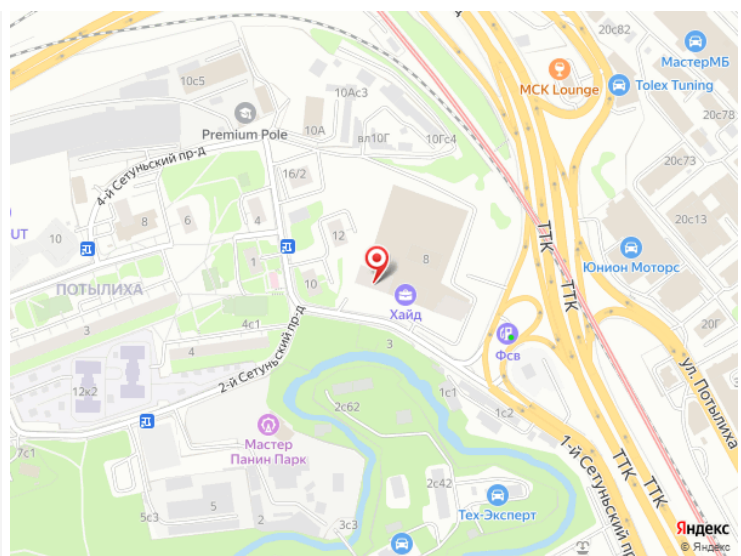 20с82
МастерМБ
МСК Lounge
Tolex Tuning
10с5
10Ас3
20с78
Premium Pole
10А
вл10Г
10Гс4
4-й Сетуньский пр-д
16/2
20с73
8
6
4
UT
10
12
8
20с13
ТТК
1
Юнион Моторс
ПОТЫЛИХА
10
ТТК
Хайд
4с1
3
20Г
Фсв
3
4
2-й Сетуньский пр-д
ул. Потылиха
12к2
1с1
2с62
1с2
Мастер
Панин Парк
7с1
1-й Сетуньский пр
ТТК
ТТК
2с42
5
Тех-Эксперт
5с3
2
3с3
Яндекс
© Яндекс